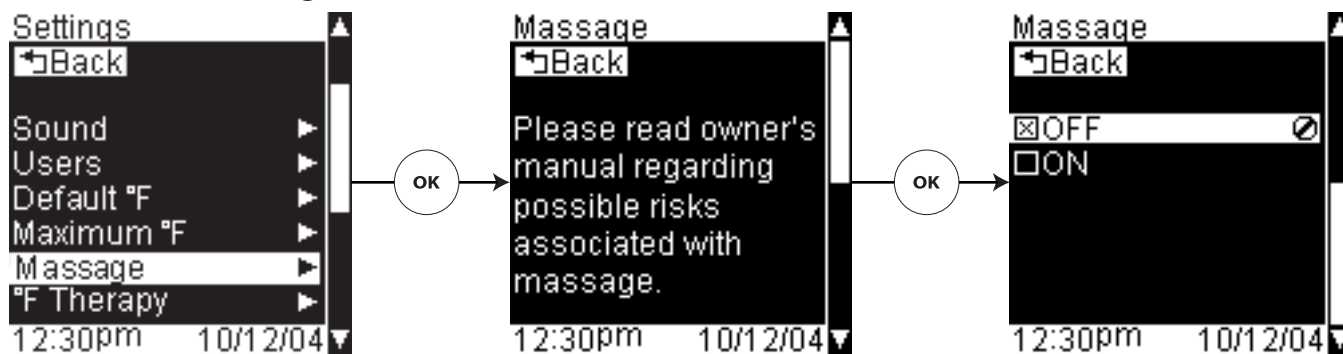 Settings
Back
Sound
Users
Default °F
Maximum °F
Massage
°F Therapy
12:30pm 10/12/04
OK
Massage
Back
Please read owner's
manual regarding
possible risks
associated with
massage.
12:30pm 10/12/04
OK
Massage
Back
OFF
ON
12:30pm 10/12/04